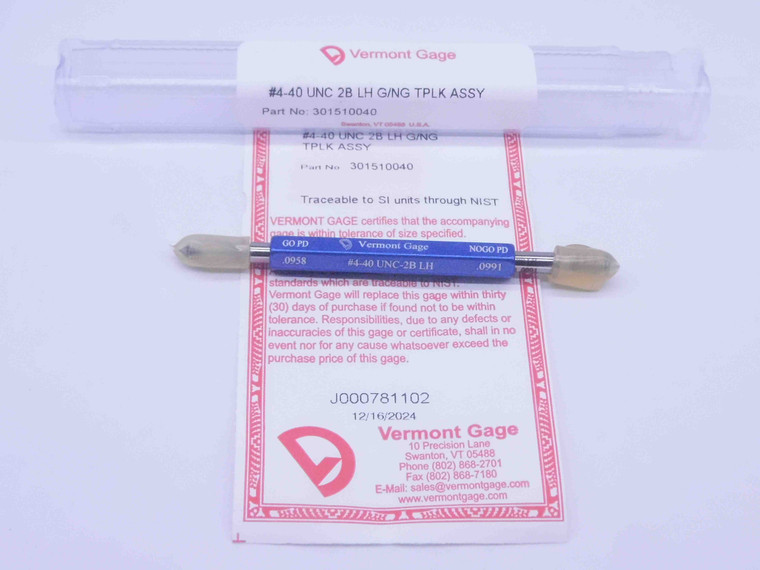 Vermont Gage
#4-40 UNC 2B LH G/NG TPLK ASSY
Part No: 301510040
Swanton, VT 05488 U.S.A.
#4-40 UNC 2B LH G/NG
TPLK ASSY
Part No 301510040
Traceable to SI units through NIST
VERMONT GAGE certifies that the accompanying
gage is within tolerance of size specified.
GO PD
Vermont Gage
NOGO PD
.0958
#4-40 UNC-2B LH
.0991
standards which are traceable to NIST.
Vermont Gage will replace this gage within thirty
(30) days of purchase if found not to be within
tolerance. Responsibilities, due to any defects or
inaccuracies of this gage or certificate, shall in no
event nor for any cause whatsoever exceed the
purchase price of this gage.
J000781102
12/16/2024
Vermont Gage
10 Precision Lane
Swanton, VT 05488
Phone (802) 868-2701
Fax (802) 868-7180
E-Mail: sales@vermontgage.com
www.vermontgage.com